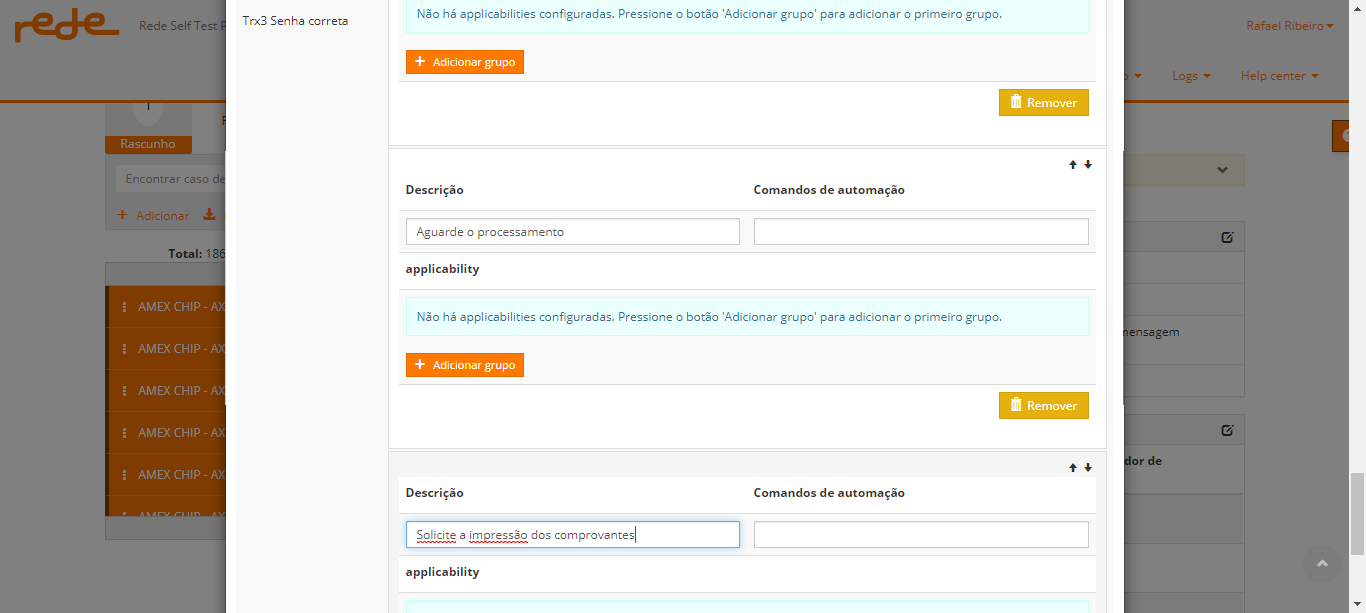 rede
Rede Self Test
Rafael Ribeiro
Logs
Help center
Rascunho
Encontrar caso de
Adicionar
Total: 186
AMEX CHIP - AX
AMEX CHIP - AX
AMEX CHIP - AX
AMEX CHIP - AX
AMEX CHIP - AX
AMEX CHIP - AX
Trx3 Senha correta
Não há applicabilities configuradas. Pressione o botão 'Adicionar grupo' para adicionar o primeiro grupo.
+ Adicionar grupo
Remover
Descrição
Comandos de automação
Aguarde o processamento
applicability
Não há applicabilities configuradas. Pressione o botão 'Adicionar grupo' para adicionar o primeiro grupo.
+ Adicionar grupo
Remover
Descrição
Comandos de automação
Solicite a impressão dos comprovantes
applicability
mensagem
dor de